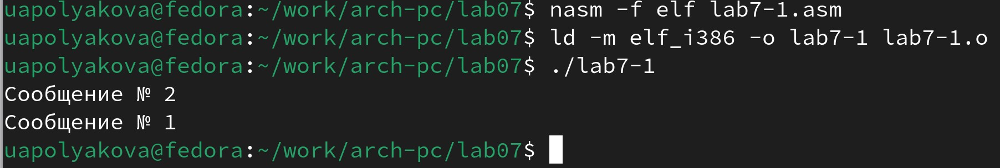 uapolyakova@fedora:~/work/arch-pc/lab07$ nasm -f elf lab7-1.asm
uapolyakova@fedora:~/work/arch-pc/lab07$ ld -m elf_i386 -o lab7-1 lab7-1.o
uapolyakova@fedora:~/work/arch-pc/lab07$ ./lab7-1
Сообщение № 2
Сообщение № 1
uapolyakova@fedora:~/work/arch-pc/lab07$